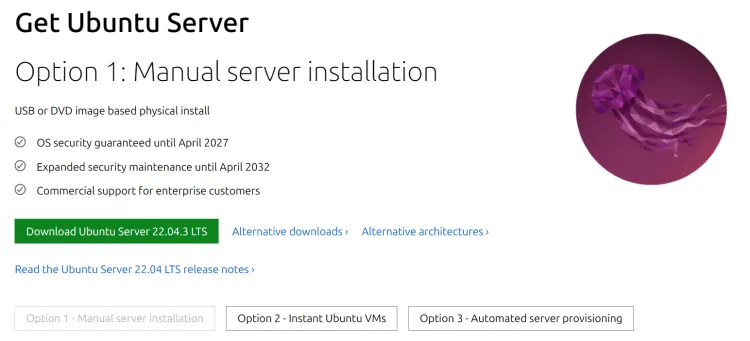 Get Ubuntu Server
Option 1: Manual server installation
USB or DVD image based physical install
OS security guaranteed until April 2027
Expanded security maintenance until April 2032
Commercial support for enterprise customers
Download Ubuntu Server 22.04.3 LTS Alternative downloads › Alternative architectures ›
Read the Ubuntu Server 22.04 LTS release notes ›
Option 1 - Manual server installation Option 2 - Instant Ubuntu VMs Option 3 - Automated server provisioning